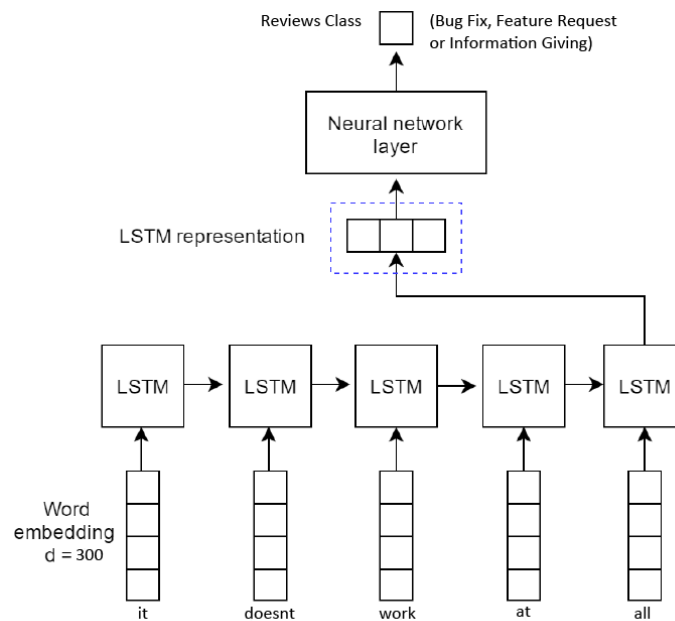 Reviews Class
(Bug Fix, Feature Request
or Information Giving)
Neural network
layer
LSTM representation
LSTM
LSTM
LSTM
LSTM
LSTM
Word
embedding
d = 300
it
doesnt
work
at
all